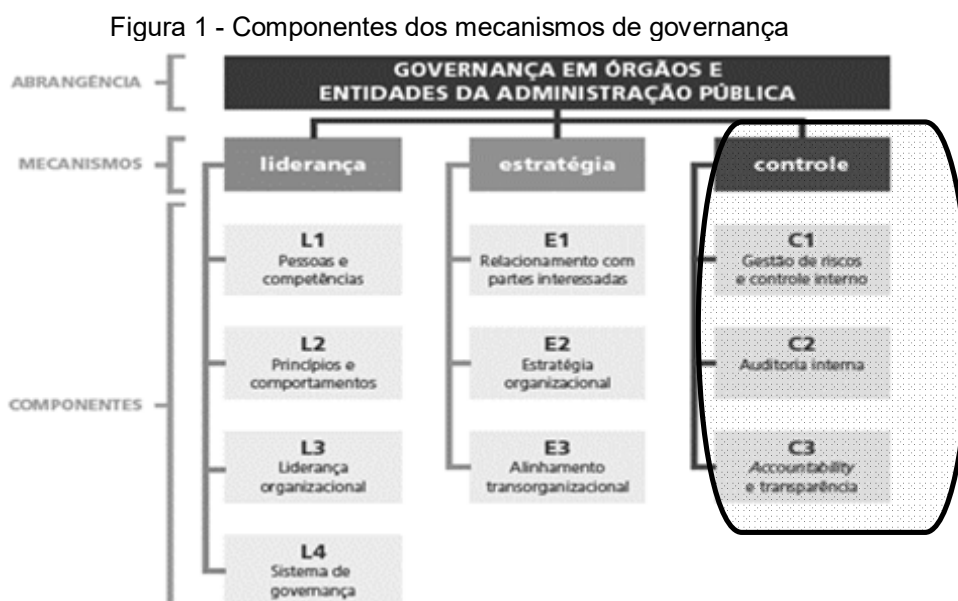 Figura 1 - Componentes dos mecanismos de governança
ABRANGÊNCIA
GOVERNANÇA EM ÓRGÃOS E
ENTIDADES DA ADMINISTRAÇÃO PÚBLICA
MECANISMOS
liderança
estratégia
controle
COMPONENTES
L1
Pessoas e
competências
L2
Princípios e
comportamentos
L3
Liderança
organizacional
L4
Sistema de
governança
E1
Relacionamento com
partes interessadas
E2
Estratégia
organizacional
E3
Alinhamento
transorganizacional
C1
Gestão de riscos
e controle interno
C2
Auditoria interna
C3
Accountability
e transparência